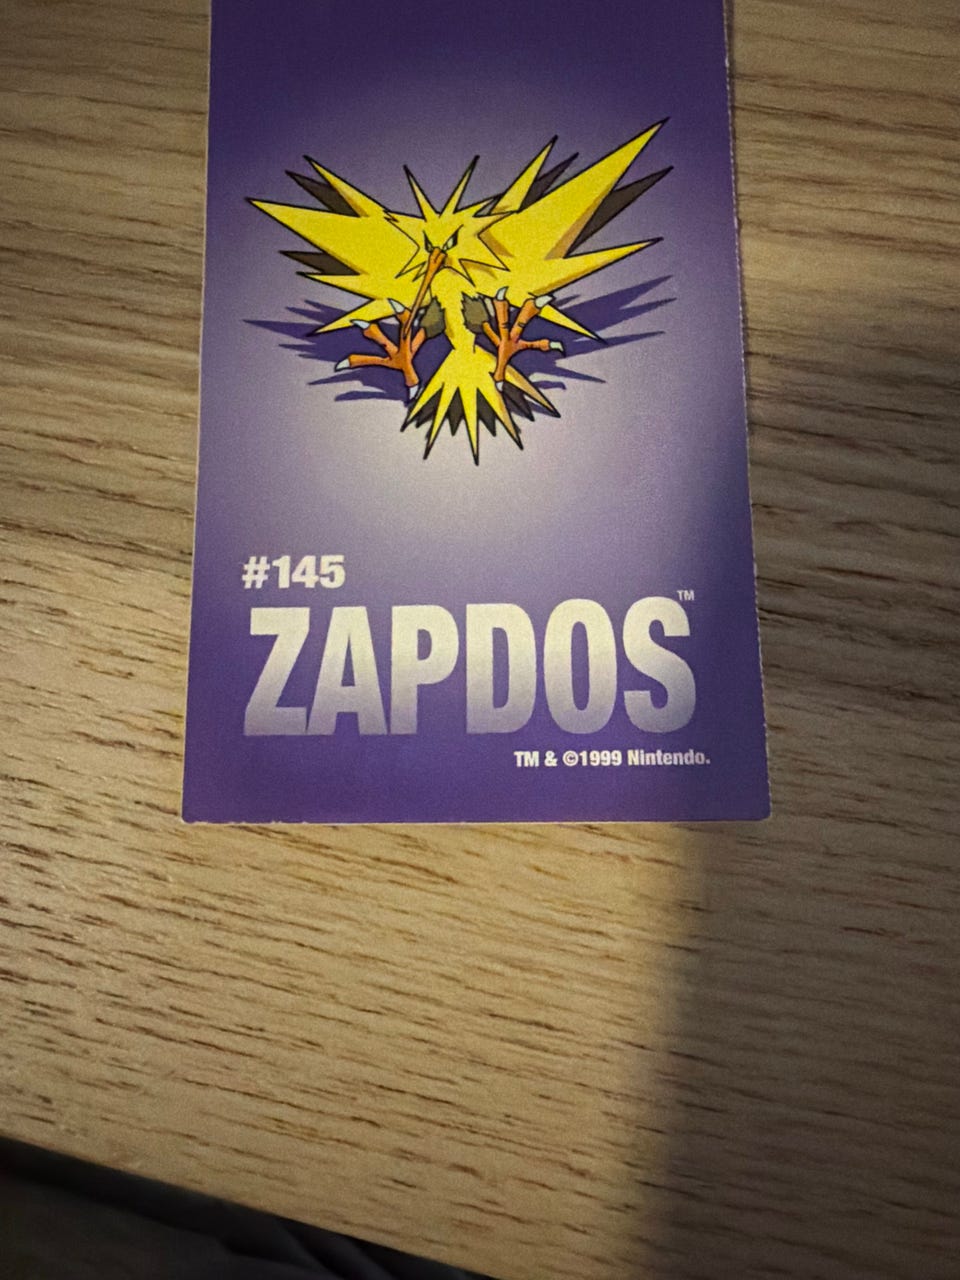 #145
ZAPDOS™
TM & ©1999 Nintendo.